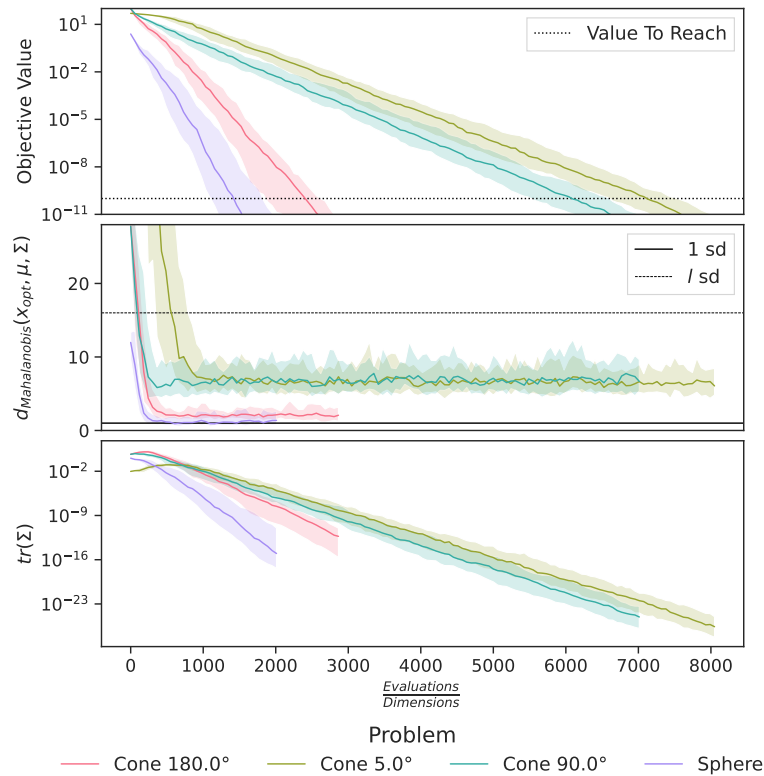 Objective Value
10^1
10^−2
10^−5
10^−8
10^−11
Value To Reach
d_Mahalanobis(x_opt, μ, Σ)
20
10
0
1 sd
l sd
tr(Σ)
10^−2
10^−9
10^−16
10^−23
0 1000 2000 3000 4000 5000 6000 7000 8000
Evaluations
Dimensions
Problem
Cone 180.0° Cone 5.0° Cone 90.0° Sphere